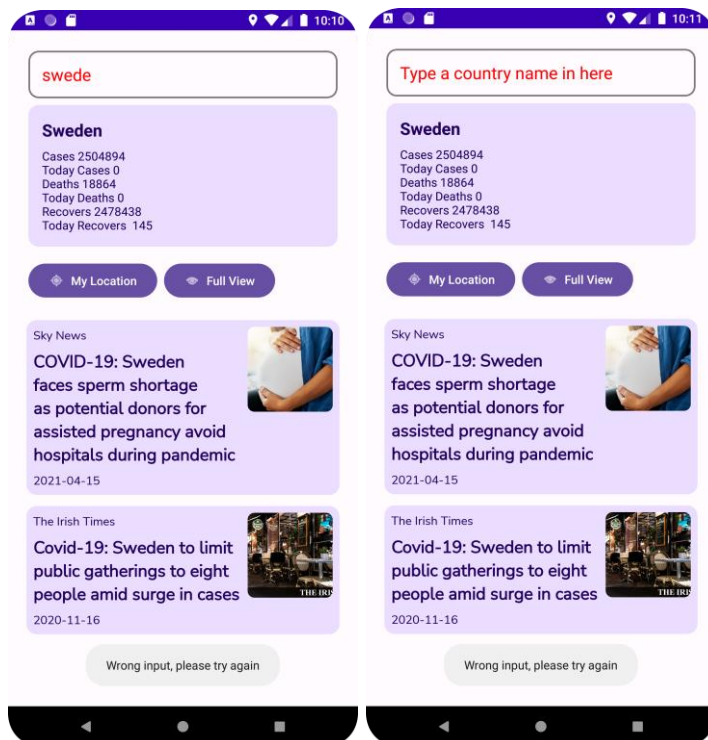 10:10
swede
Sweden
Cases 2504894
Today Cases 0
Deaths 18864
Today Deaths 0
Recovers 2478438
Today Recovers 145
My Location
Full View
Sky News
COVID-19: Sweden
faces sperm shortage
as potential donors for
assisted pregnancy avoid
hospitals during pandemic
2021-04-15
The Irish Times
Covid-19: Sweden to limit
public gatherings to eight
people amid surge in cases
THE IRI
2020-11-16
Wrong input, please try again
10:11
Type a country name in here
Sweden
Cases 2504894
Today Cases 0
Deaths 18864
Today Deaths 0
Recovers 2478438
Today Recovers 145
My Location
Full View
Sky News
COVID-19: Sweden
faces sperm shortage
as potential donors for
assisted pregnancy avoid
hospitals during pandemic
2021-04-15
The Irish Times
Covid-19: Sweden to limit
public gatherings to eight
people amid surge in cases
THE IRI
2020-11-16
Wrong input, please try again